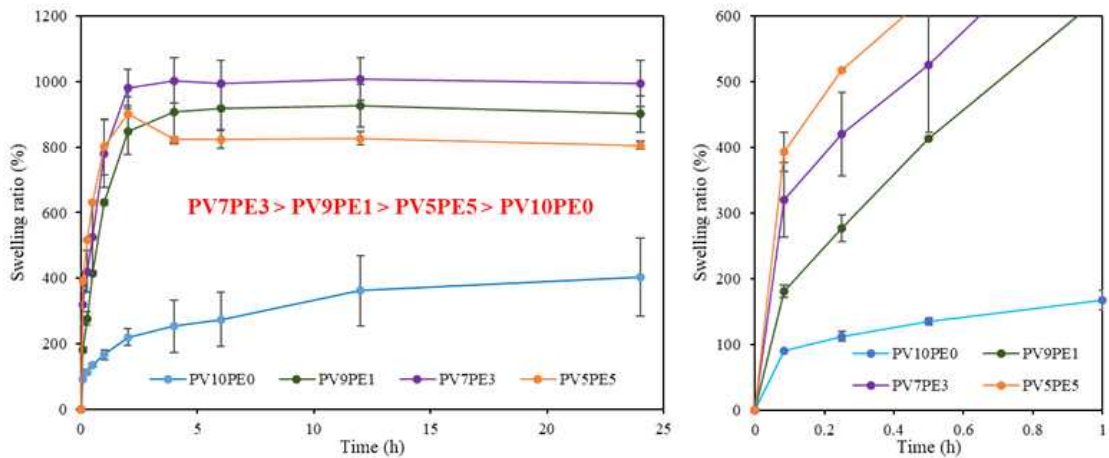 1200
1000
800
600
400
200
0
Swelling ratio (%)
PV7PE3 > PV9PE1 > PV5PE5 > PV10PE0
PV10PE0 PV9PE1 PV7PE3 PV5PE5
0 5 10 15 20 25
Time (h)
600
500
400
300
200
100
0
Swelling ratio (%)
PV10PE0 PV9PE1
PV7PE3 PV5PE5
0 0.2 0.4 0.6 0.8 1
Time (h)